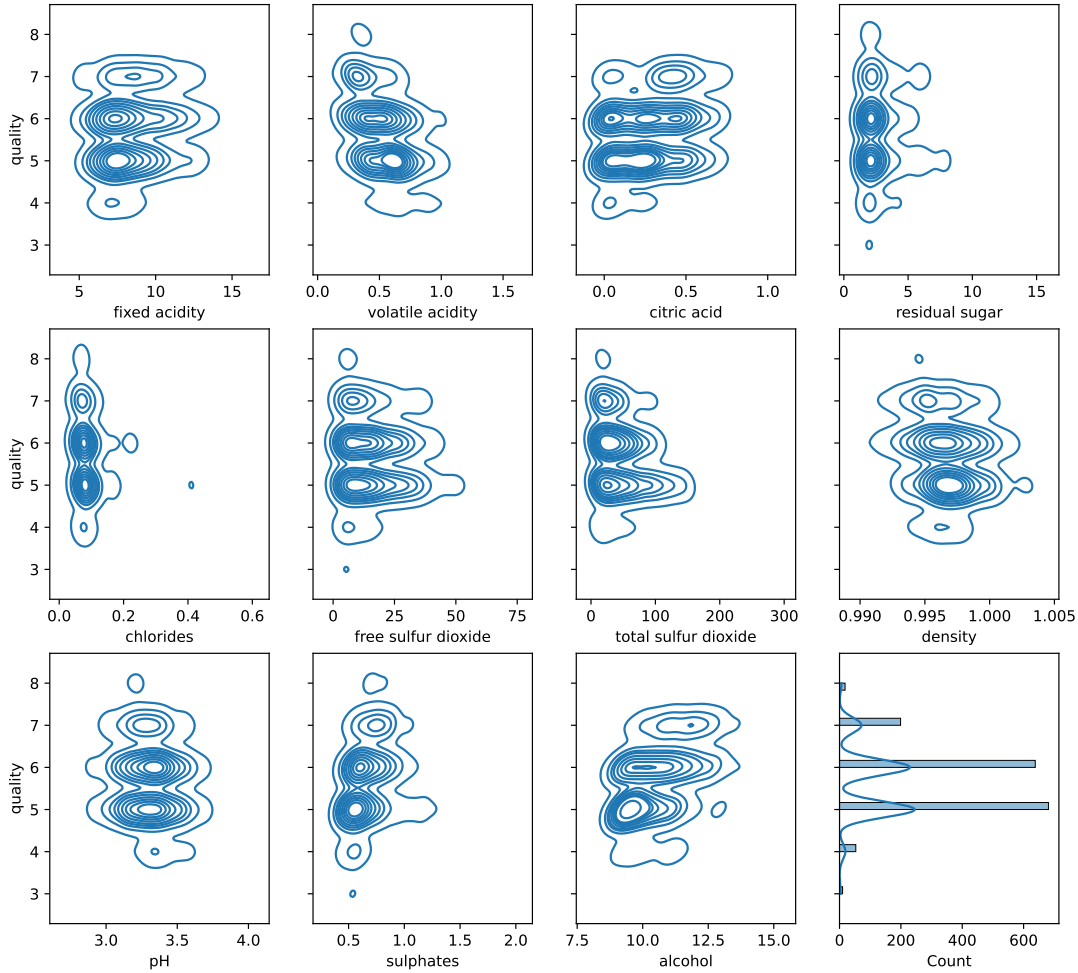 quality
8
7
6
5
4
3
5 10 15
fixed acidity
0.0 0.5 1.0 1.5
volatile acidity
0.0 0.5 1.0
citric acid
0 5 10 15
residual sugar
quality
8
7
6
5
4
3
0.0 0.2 0.4 0.6
chlorides
0 25 50 75
free sulfur dioxide
0 100 200 300
total sulfur dioxide
0.990 0.995 1.000 1.005
density
quality
8
7
6
5
4
3
3.0 3.5 4.0
pH
0.5 1.0 1.5 2.0
sulphates
7.5 10.0 12.5 15.0
alcohol
0 200 400 600
Count